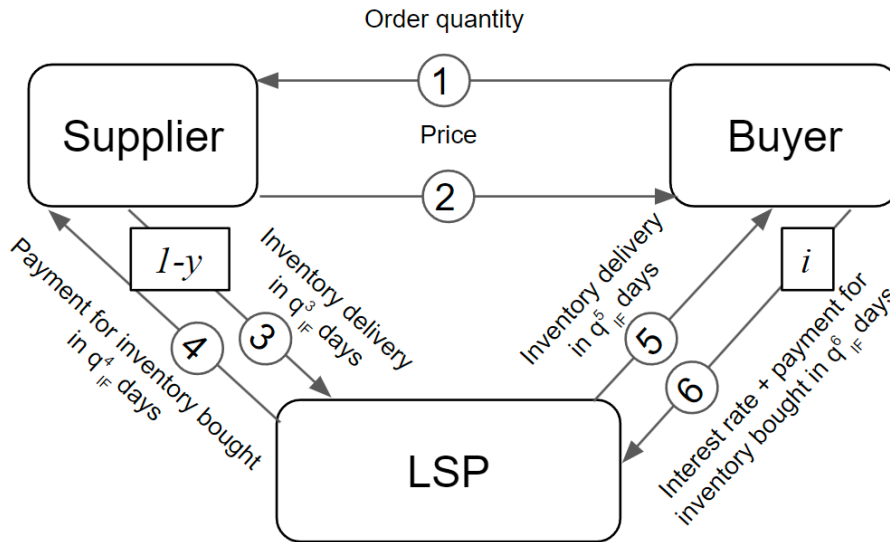 Order quantity
1
Supplier
Buyer
Price
2
1-y
i
Payment for inventory bought
in q⁴IF days
4
Inventory delivery
in q³IF days
3
Inventory delivery
in q⁵IF days
5
6
Interest rate + payment for
inventory bought in q⁶IF days
LSP